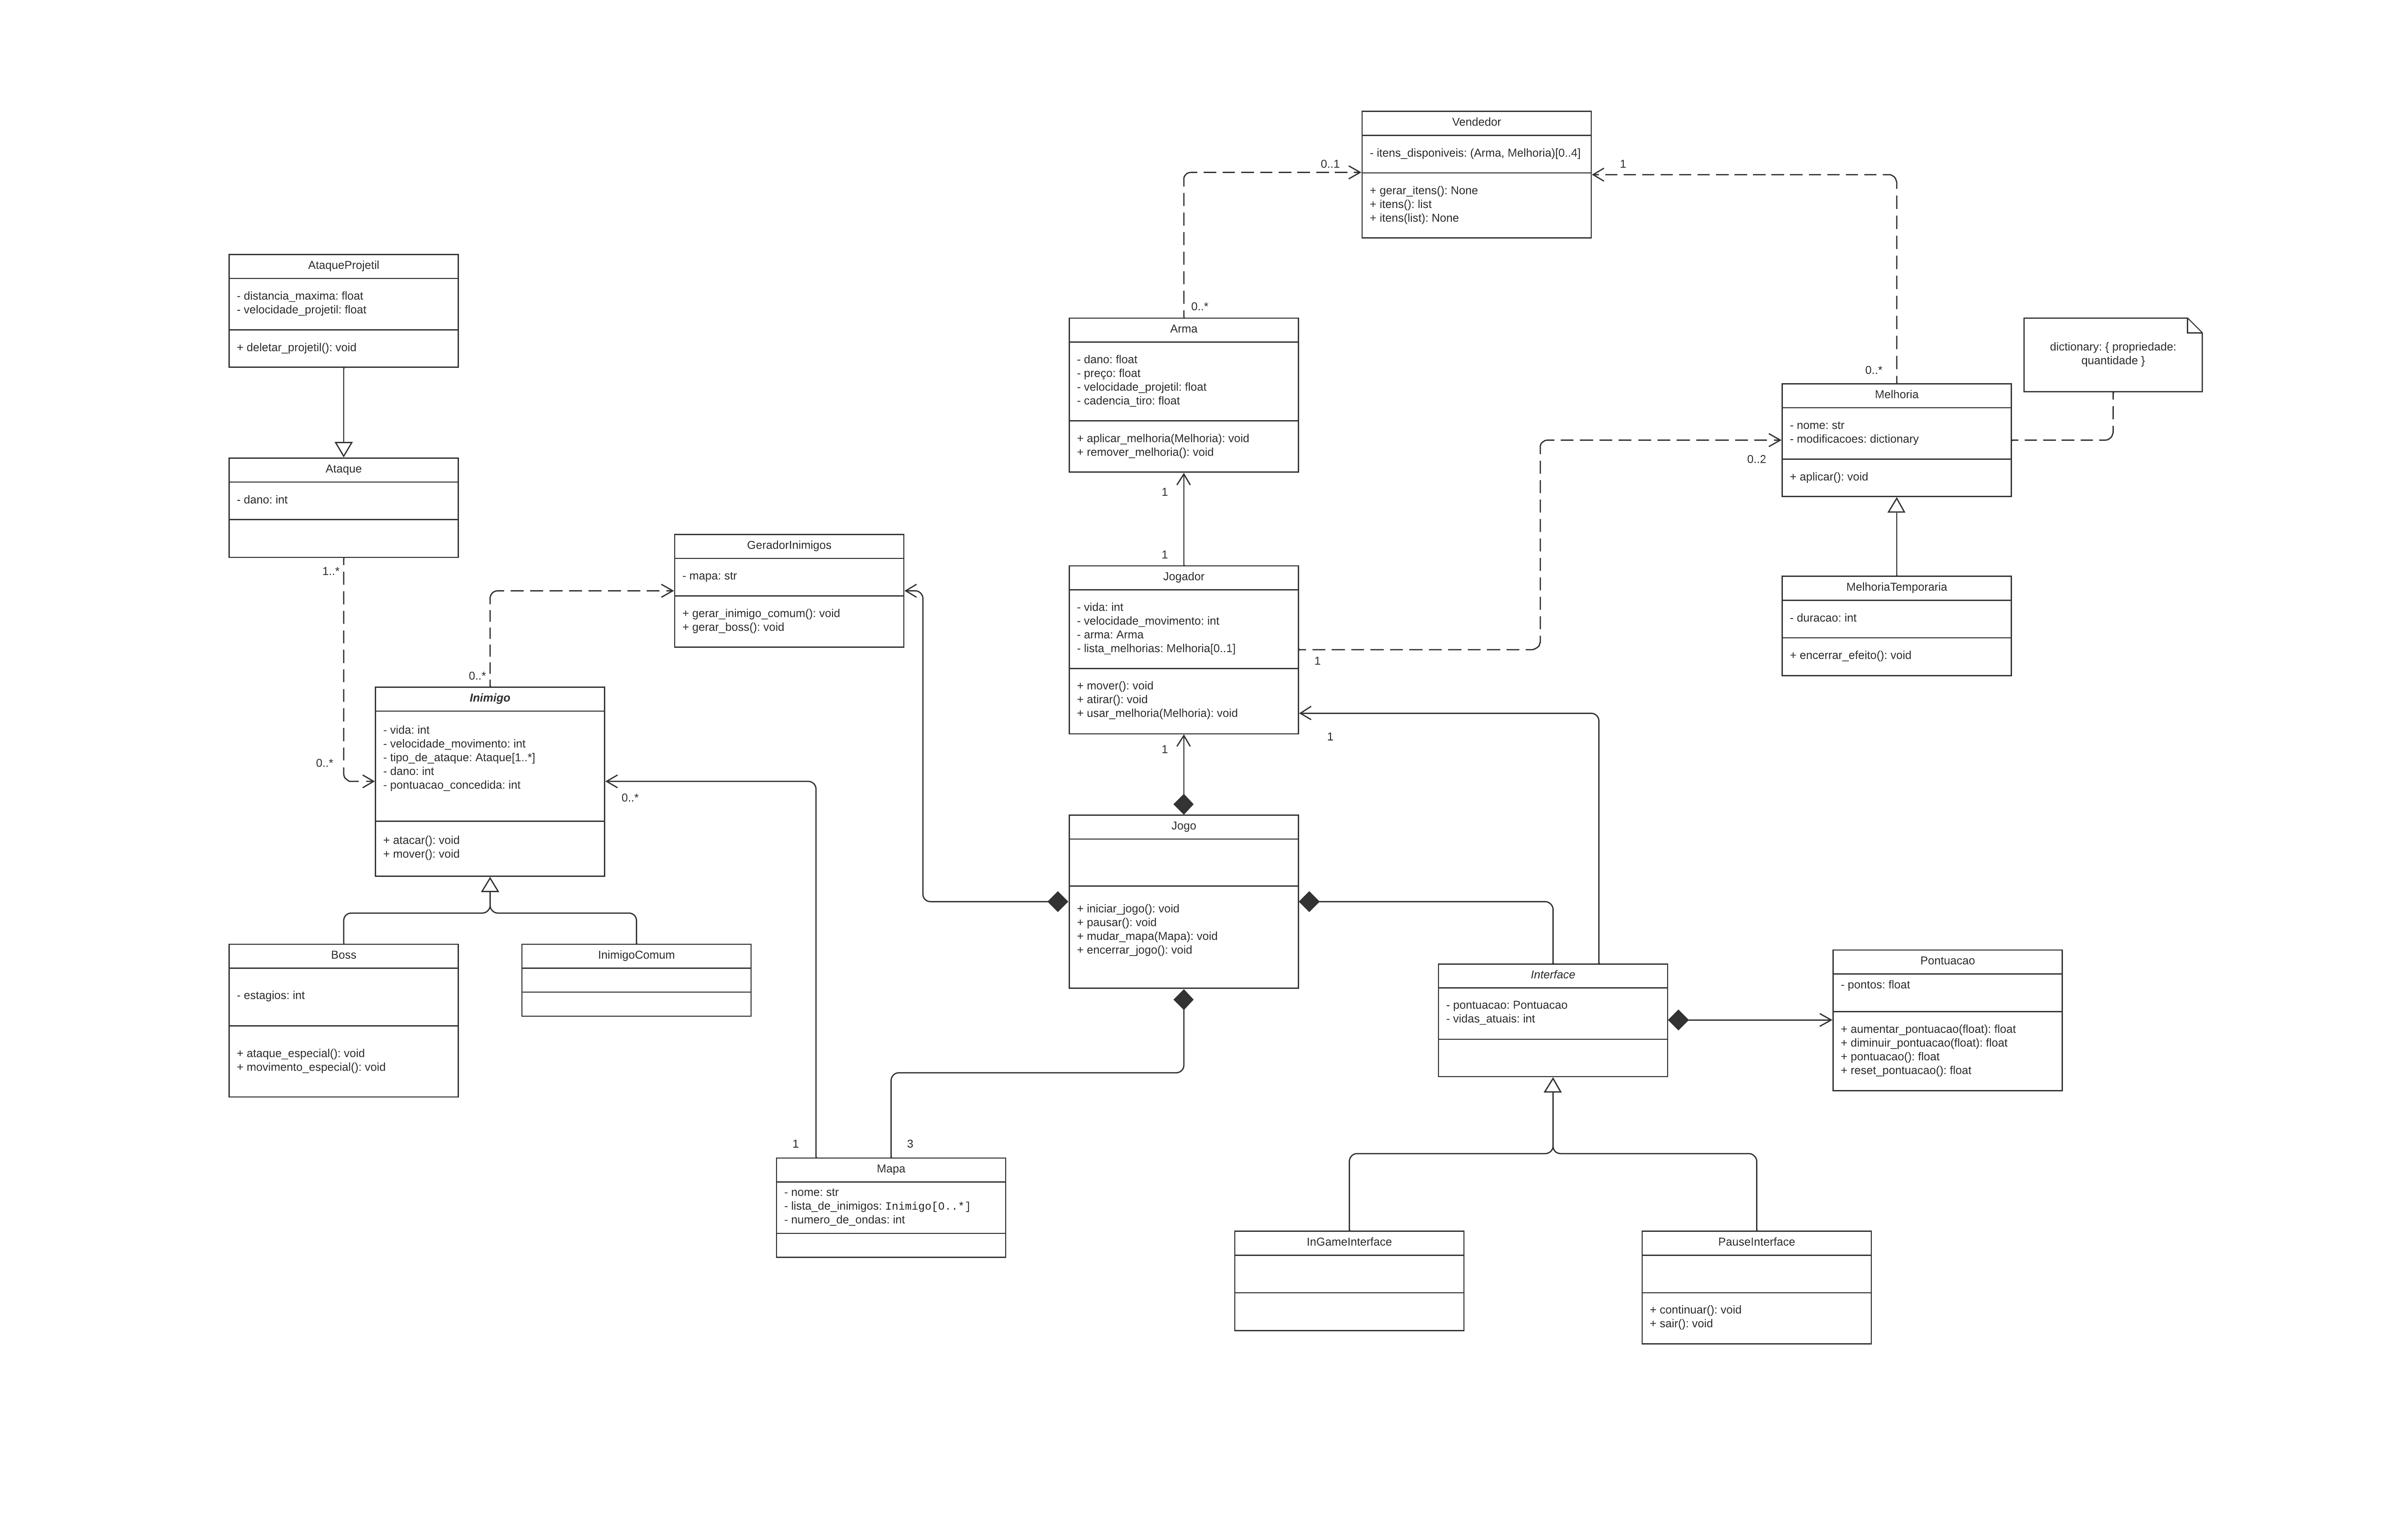 Vendedor
- itens_disponiveis: (Arma, Melhoria)[0..4]
+ gerar_itens(): None
+ itens(): list
+ itens(list): None
0..1
1
0..*
0..*
AtaqueProjetil
- distancia_maxima: float
- velocidade_projetil: float
+ deletar_projetil(): void
Arma
- dano: float
- preço: float
- velocidade_projetil: float
- cadencia_tiro: float
+ aplicar_melhoria(Melhoria): void
+ remover_melhoria(): void
dictionary: { propriedade:
quantidade }
Melhoria
- nome: str
- modificacoes: dictionary
+ aplicar(): void
0..2
Ataque
- dano: int
1..*
0..*
GeradorInimigos
- mapa: str
+ gerar_inimigo_comum(): void
+ gerar_boss(): void
0..*
1
1
Jogador
- vida: int
- velocidade_movimento: int
- arma: Arma
- lista_melhorias: Melhoria[0..1]
+ mover(): void
+ atirar(): void
+ usar_melhoria(Melhoria): void
1
1
1
MelhoriaTemporaria
- duracao: int
+ encerrar_efeito(): void
Inimigo
- vida: int
- velocidade_movimento: int
- tipo_de_ataque: Ataque[1..*]
- dano: int
- pontuacao_concedida: int
+ atacar(): void
+ mover(): void
0..*
Jogo
+ iniciar_jogo(): void
+ pausar(): void
+ mudar_mapa(Mapa): void
+ encerrar_jogo(): void
Boss
- estagios: int
+ ataque_especial(): void
+ movimento_especial(): void
InimigoComum
Interface
- pontuacao: Pontuacao
- vidas_atuais: int
Pontuacao
- pontos: float
+ aumentar_pontuacao(float): float
+ diminuir_pontuacao(float): float
+ pontuacao(): float
+ reset_pontuacao(): float
1
3
Mapa
- nome: str
- lista_de_inimigos: Inimigo[0..*]
- numero_de_ondas: int
InGameInterface
PauseInterface
+ continuar(): void
+ sair(): void